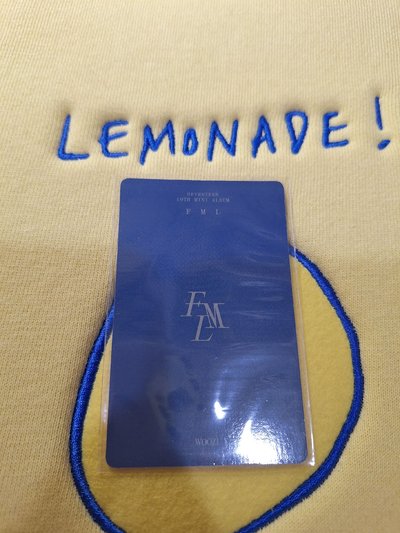 LEMONADE!
SEVENTEEN
10TH MINI ALBUM
F M L
FML
WOOZI